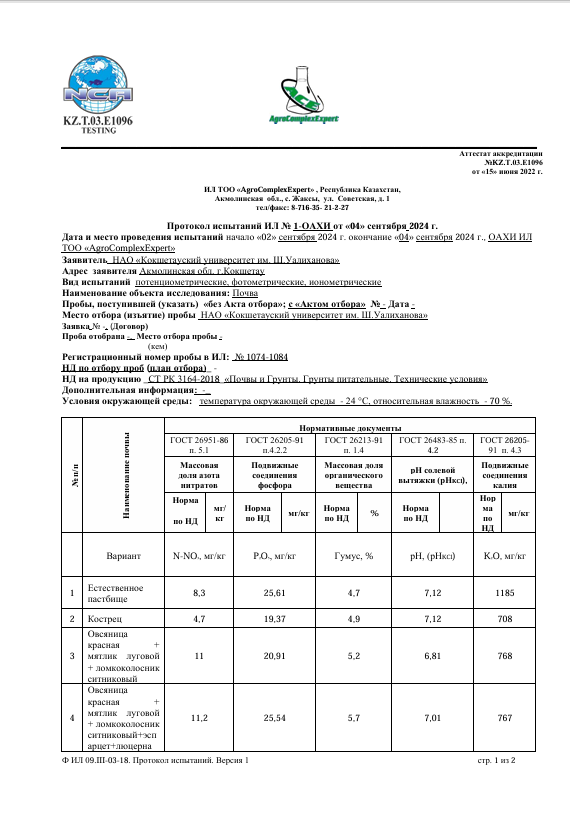 NCA
KZ.T.03.E1096
TESTING
ACE
AgroComplexExpert
Аттестат аккредитации
№KZ.T.03.E1096
от «15» июня 2022 г.
ИЛ ТОО «AgroComplexExpert» , Республика Казахстан,
Акмолинская обл., с. Жаксы, ул. Советская, д. 1
тел/факс: 8-716-35- 21-2-27
Протокол испытаний ИЛ № 1-ОАХИ от «04» сентября 2024 г.
Дата и место проведения испытаний начало «02» сентября 2024 г. окончание «04» сентября 2024 г., ОАХИ ИЛ
ТОО «AgroComplexExpert»
Заявитель НАО «Кокшетауский университет им. Ш.Уалиханова»
Адрес заявителя Акмолинская обл. г.Кокшетау
Вид испытаний потенциометрические, фотометрические, ионометрические
Наименование объекта исследования: Почва
Пробы, поступившей (указать) «без Акта отбора»; с «Актом отбора» № - Дата -
Место отбора (изъятие) пробы НАО «Кокшетауский университет им. Ш.Уалиханова»
Заявка № -. (Договор)
Проба отобрана -. Место отбора пробы -
(кем)
Регистрационный номер пробы в ИЛ: № 1074-1084
НД по отбору проб (план отбора) -
НД на продукцию СТ РК 3164-2018 «Почвы и Грунты. Грунты питательные. Технические условия»
Дополнительная информация: -
Условия окружающей среды: температура окружающей среды - 24 °С, относительная влажность - 70 %.
№ п/п
Наименование почвы
Нормативные документы
ГОСТ 26951-86 п. 5.1
ГОСТ 26205-91 п.4.2.2
ГОСТ 26213-91 п. 1.4
ГОСТ 26483-85 п. 4.2
ГОСТ 26205-91 п. 4.3
Массовая доля азота нитратов
Подвижные соединения фосфора
Массовая доля органического вещества
рН солевой вытяжки (рНKCl),
Подвижные соединения калия
Норма по НД
мг/кг
Норма по НД
мг/кг
Норма по НД
%
Норма по НД
Норма по НД
мг/кг
Вариант
N-NO3, мг/кг
P2O5, мг/кг
Гумус, %
pH, (рНKCl)
K2O, мг/кг
1 Естественное пастбище 8,3 25,61 4,7 7,12 1185
2 Кострец 4,7 19,37 4,9 7,12 708
3 Овсяница красная + мятлик луговой + ломкоколосник ситниковый 11 20,91 5,2 6,81 768
4 Овсяница красная + мятлик луговой + ломкоколосник ситниковый+эспарцет+люцерна 11,2 25,54 5,7 7,01 767
Ф ИЛ 09.III-03-18. Протокол испытаний. Версия 1
стр. 1 из 2